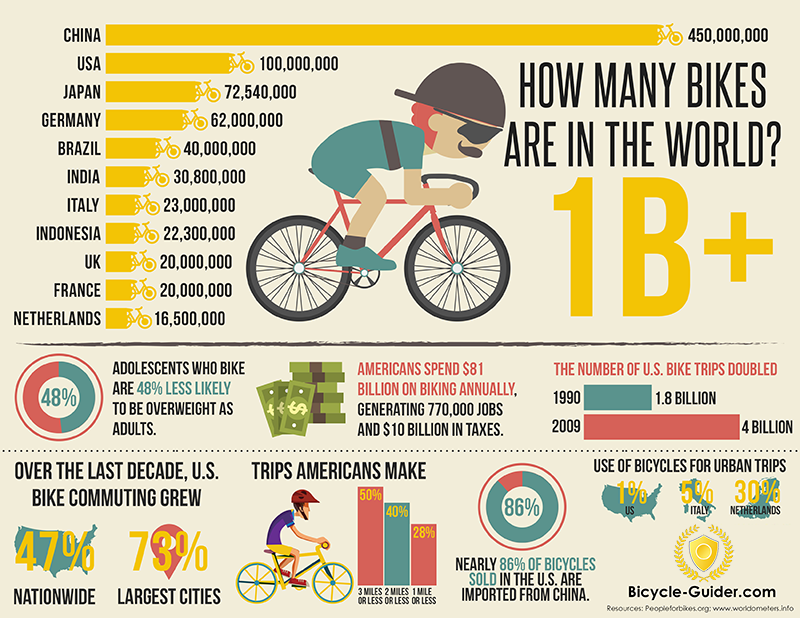 CHINA 450,000,000
USA 100,000,000
JAPAN 72,540,000
GERMANY 62,000,000
BRAZIL 40,000,000
INDIA 30,800,000
ITALY 23,000,000
INDONESIA 22,300,000
UK 20,000,000
FRANCE 20,000,000
NETHERLANDS 16,500,000
HOW MANY BIKES
ARE IN THE WORLD?
1B+
48%
ADOLESCENTS WHO BIKE
ARE 48% LESS LIKELY
TO BE OVERWEIGHT AS
ADULTS.
$
AMERICANS SPEND $81
BILLION ON BIKING ANNUALLY,
GENERATING 770,000 JOBS
AND $10 BILLION IN TAXES.
THE NUMBER OF U.S. BIKE TRIPS DOUBLED
1990 1.8 BILLION
2009 4 BILLION
OVER THE LAST DECADE, U.S.
BIKE COMMUTING GREW
47% 73%
NATIONWIDE LARGEST CITIES
TRIPS AMERICANS MAKE
50%
40%
28%
3 MILES 2 MILES 1 MILE
OR LESS OR LESS OR LESS
86%
NEARLY 86% OF BICYCLES
SOLD IN THE U.S. ARE
IMPORTED FROM CHINA.
USE OF BICYCLES FOR URBAN TRIPS
1% 5% 30%
US ITALY NETHERLANDS
Bicycle-Guider.com
Resources: Peopleforbikes.org; www.worldometers.info